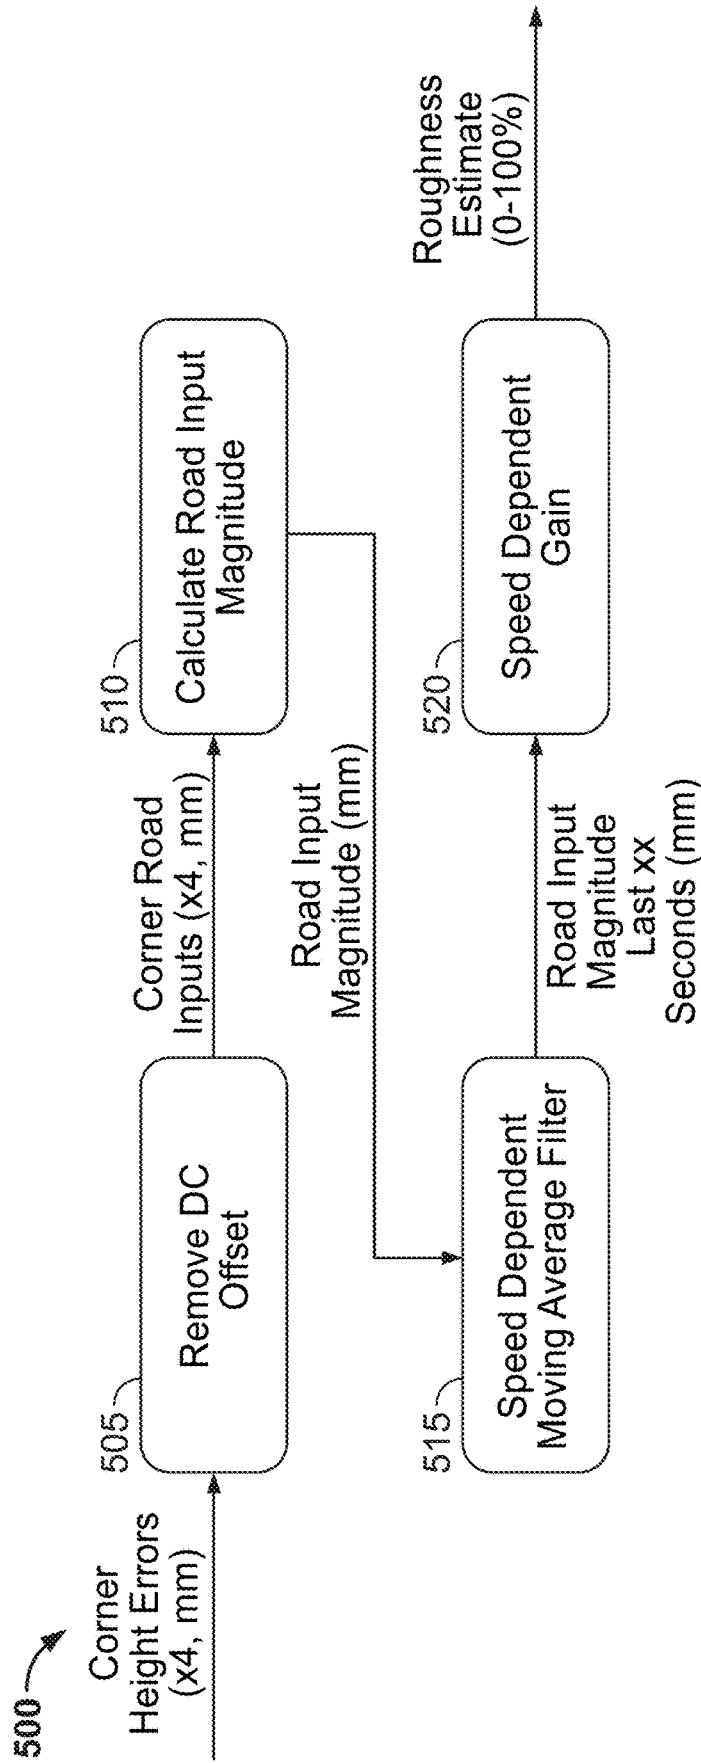 500
Corner
Height Errors
(x4, mm)
505
Remove DC
Offset
Corner Road
Inputs (x4, mm)
510
Calculate Road Input
Magnitude
Road Input
Magnitude (mm)
515
Speed Dependent
Moving Average Filter
Road Input
Magnitude
Last xx
Seconds (mm)
520
Speed Dependent
Gain
Roughness
Estimate
(0-100%)